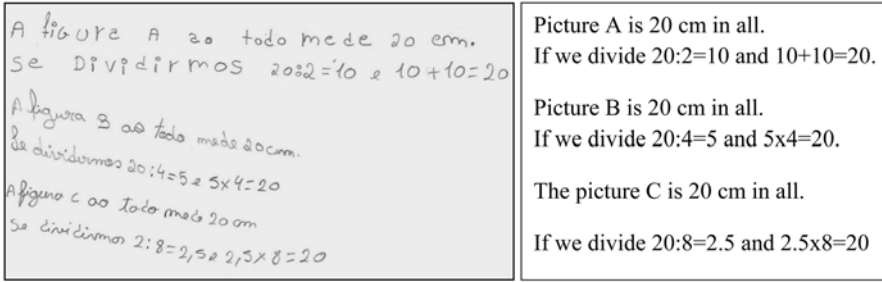 A figura A ao todo mede 20 cm.
Se Dividirmos 20:2=10 e 10+10=20
A figura B ao todo mede 20 cm.
Se dividirmos 20:4=5 e 5x4=20
A figura C ao todo mede 20 cm
Se dividirmos 2:8=2,5 e 2,5x8=20
Picture A is 20 cm in all.
If we divide 20:2=10 and 10+10=20.
Picture B is 20 cm in all.
If we divide 20:4=5 and 5x4=20.
The picture C is 20 cm in all.
If we divide 20:8=2.5 and 2.5x8=20